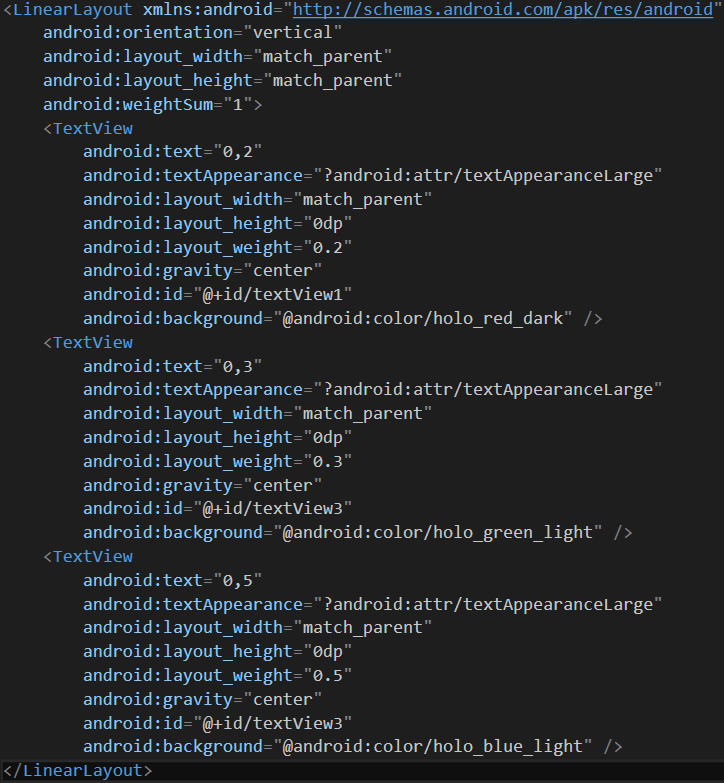 <LinearLayout xmlns:android="http://schemas.android.com/apk/res/android"
    android:orientation="vertical"
    android:layout_width="match_parent"
    android:layout_height="match_parent"
    android:weightSum="1">
    <TextView
        android:text="0,2"
        android:textAppearance="?android:attr/textAppearanceLarge"
        android:layout_width="match_parent"
        android:layout_height="0dp"
        android:layout_weight="0.2"
        android:gravity="center"
        android:id="@+id/textView1"
        android:background="@android:color/holo_red_dark" />
    <TextView
        android:text="0,3"
        android:textAppearance="?android:attr/textAppearanceLarge"
        android:layout_width="match_parent"
        android:layout_height="0dp"
        android:layout_weight="0.3"
        android:gravity="center"
        android:id="@+id/textView3"
        android:background="@android:color/holo_green_light" />
    <TextView
        android:text="0,5"
        android:textAppearance="?android:attr/textAppearanceLarge"
        android:layout_width="match_parent"
        android:layout_height="0dp"
        android:layout_weight="0.5"
        android:gravity="center"
        android:id="@+id/textView3"
        android:background="@android:color/holo_blue_light" />
</LinearLayout>